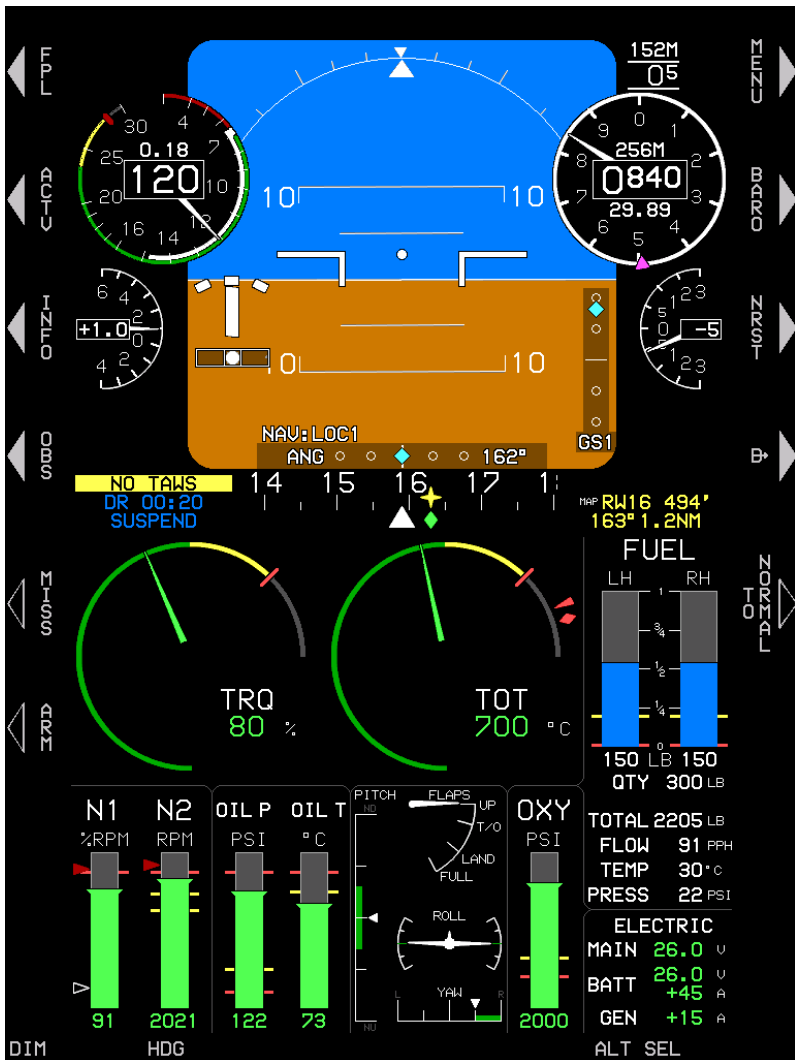 FPL
MENU
152M
05
30 4
25 7
20 10
16 12
14
0.18
120
10 10
9 0 1
8 2
7 3
6 5 4
256M
0840
29.89
ACTV
BARO
6 4 2
+1.0
4 2
INFO
NRST
1 2 3
5 0 5
-5
1 2 3
10 10
NAV:LOC1
GS1
ANG 162°
OBS
NO TAWS
14 15 16 17 1
DR 00:20
SUSPEND
MAP RW16 494'
163° 1.2NM
MISS
TO NORMAL
ARM
TRQ
80 %
TOT
700 °C
FUEL
LH RH
1
3/4
1/2
1/4
0
150 LB 150
QTY 300 LB
TOTAL 2205 LB
FLOW 91 PPH
TEMP 30°C
PRESS 22 PSI
N1 N2
%RPM RPM
91 2021
OIL P OIL T
PSI °C
122 73
PITCH
ND
NU
FLAPS
UP
T/O
LAND
FULL
ROLL
YAW
L R
OXY
PSI
2000
ELECTRIC
MAIN 26.0 V
BATT 26.0 V
+45 A
GEN +15 A
DIM HDG ALT SEL